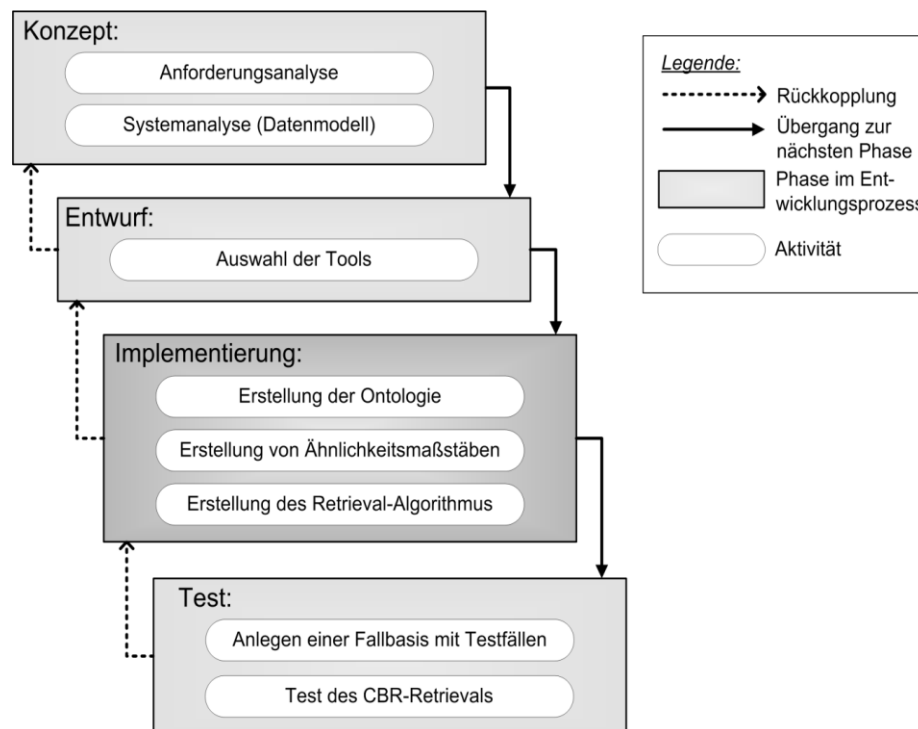 Konzept:
Anforderungsanalyse
Systemanalyse (Datenmodell)
Entwurf:
Auswahl der Tools
Implementierung:
Erstellung der Ontologie
Erstellung von Ähnlichkeitsmaßstäben
Erstellung des Retrieval-Algorithmus
Test:
Anlegen einer Fallbasis mit Testfällen
Test des CBR-Retrievals
Legende:
Rückkopplung
Übergang zur
nächsten Phase
Phase im Ent-
wicklungsprozess
Aktivität